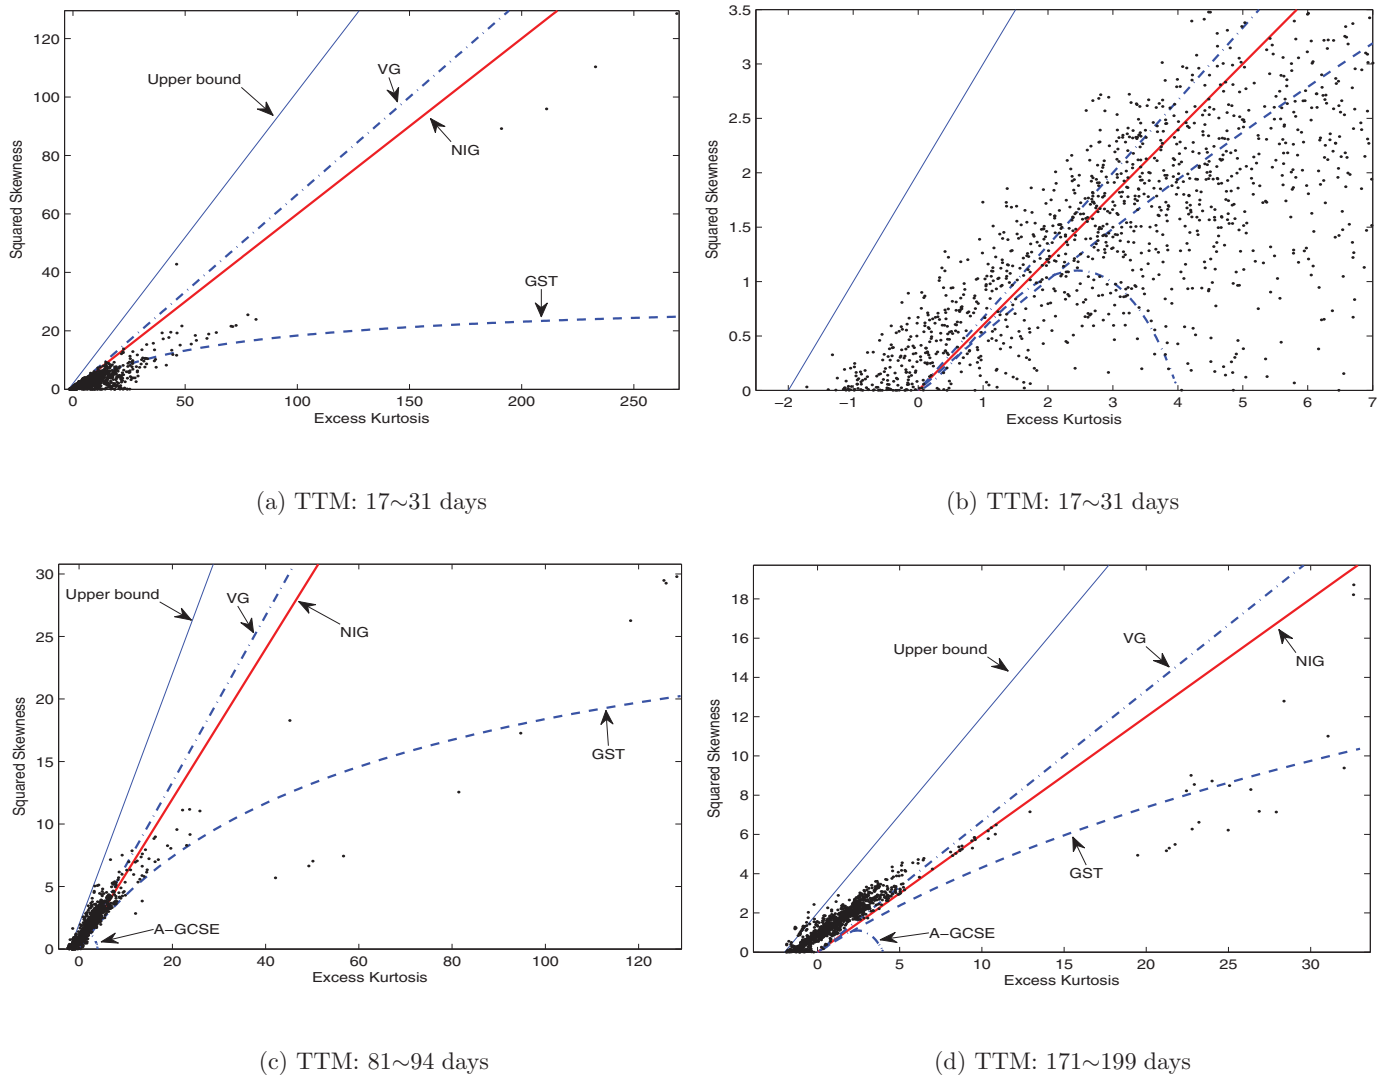 120
100
80
60
40
20
0
Squared Skewness
Upper bound
VG
NIG
GST
0 50 100 150 200 250
Excess Kurtosis
(a) TTM: 17~31 days
3.5
3
2.5
2
1.5
1
0.5
0
Squared Skewness
−2 −1 0 1 2 3 4 5 6 7
Excess Kurtosis
(b) TTM: 17~31 days
30
25
20
15
10
5
0
Squared Skewness
Upper bound
VG
NIG
GST
A-GCSE
0 20 40 60 80 100 120
Excess Kurtosis
(c) TTM: 81~94 days
18
16
14
12
10
8
6
4
2
0
Squared Skewness
VG
Upper bound
NIG
GST
A-GCSE
0 5 10 15 20 25 30
Excess Kurtosis
(d) TTM: 171~199 days